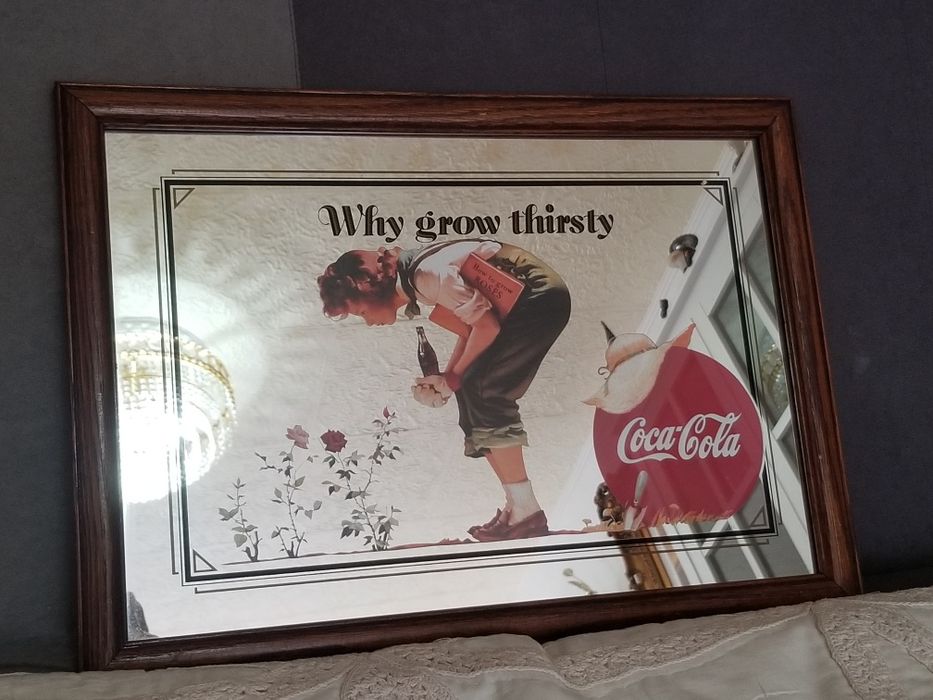 Why grow thirsty
How to grow
ROSES
Coca-Cola